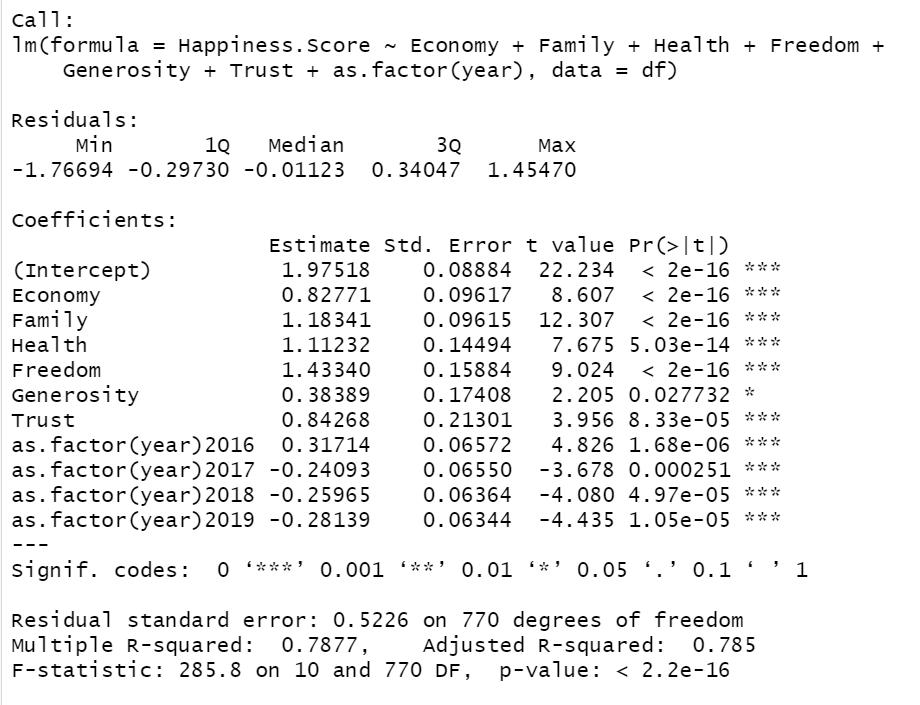 Call:
lm(formula = Happiness.Score ~ Economy + Family + Health + Freedom +
    Generosity + Trust + as.factor(year), data = df)

Residuals:
     Min       1Q   Median       3Q      Max
-1.76694 -0.29730 -0.01123  0.34047  1.45470

Coefficients:
                    Estimate Std. Error t value Pr(>|t|)
(Intercept)          1.97518    0.08884  22.234  < 2e-16 ***
Economy              0.82771    0.09617   8.607  < 2e-16 ***
Family               1.18341    0.09615  12.307  < 2e-16 ***
Health               1.11232    0.14494   7.675 5.03e-14 ***
Freedom              1.43340    0.15884   9.024  < 2e-16 ***
Generosity           0.38389    0.17408   2.205 0.027732 *
Trust                0.84268    0.21301   3.956 8.33e-05 ***
as.factor(year)2016  0.31714    0.06572   4.826 1.68e-06 ***
as.factor(year)2017 -0.24093    0.06550  -3.678 0.000251 ***
as.factor(year)2018 -0.25965    0.06364  -4.080 4.97e-05 ***
as.factor(year)2019 -0.28139    0.06344  -4.435 1.05e-05 ***
---
Signif. codes:  0 ‘***’ 0.001 ‘**’ 0.01 ‘*’ 0.05 ‘.’ 0.1 ‘ ’ 1

Residual standard error: 0.5226 on 770 degrees of freedom
Multiple R-squared:  0.7877,    Adjusted R-squared:  0.785
F-statistic: 285.8 on 10 and 770 DF,  p-value: < 2.2e-16